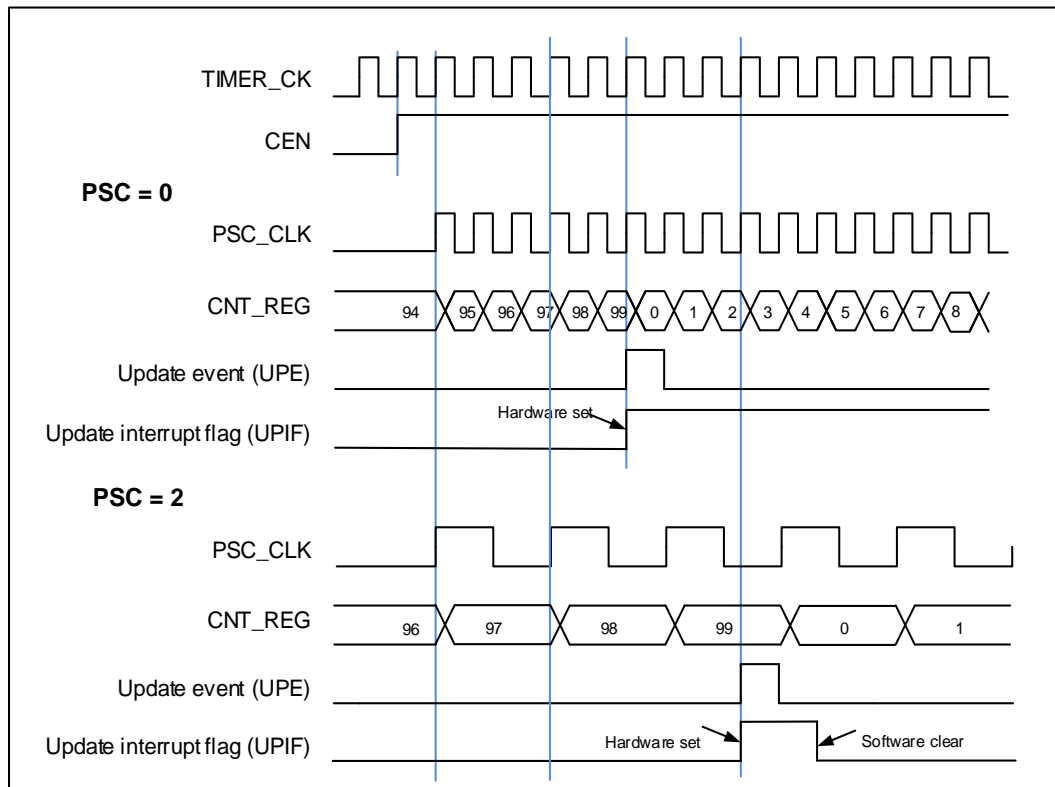 TIMER_CK
CEN
PSC = 0
PSC_CLK
CNT_REG 94 95 96 97 98 99 0 1 2 3 4 5 6 7 8
Update event (UPE)
Hardware set
Update interrupt flag (UPIF)
PSC = 2
PSC_CLK
CNT_REG 96 97 98 99 0 1
Update event (UPE)
Update interrupt flag (UPIF) Hardware set Software clear